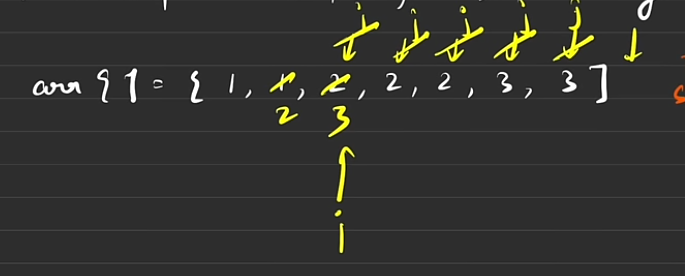 j j j j j
arr { ] = { 1, 1, 2, 2, 2, 3, 3 ]
2 3
i